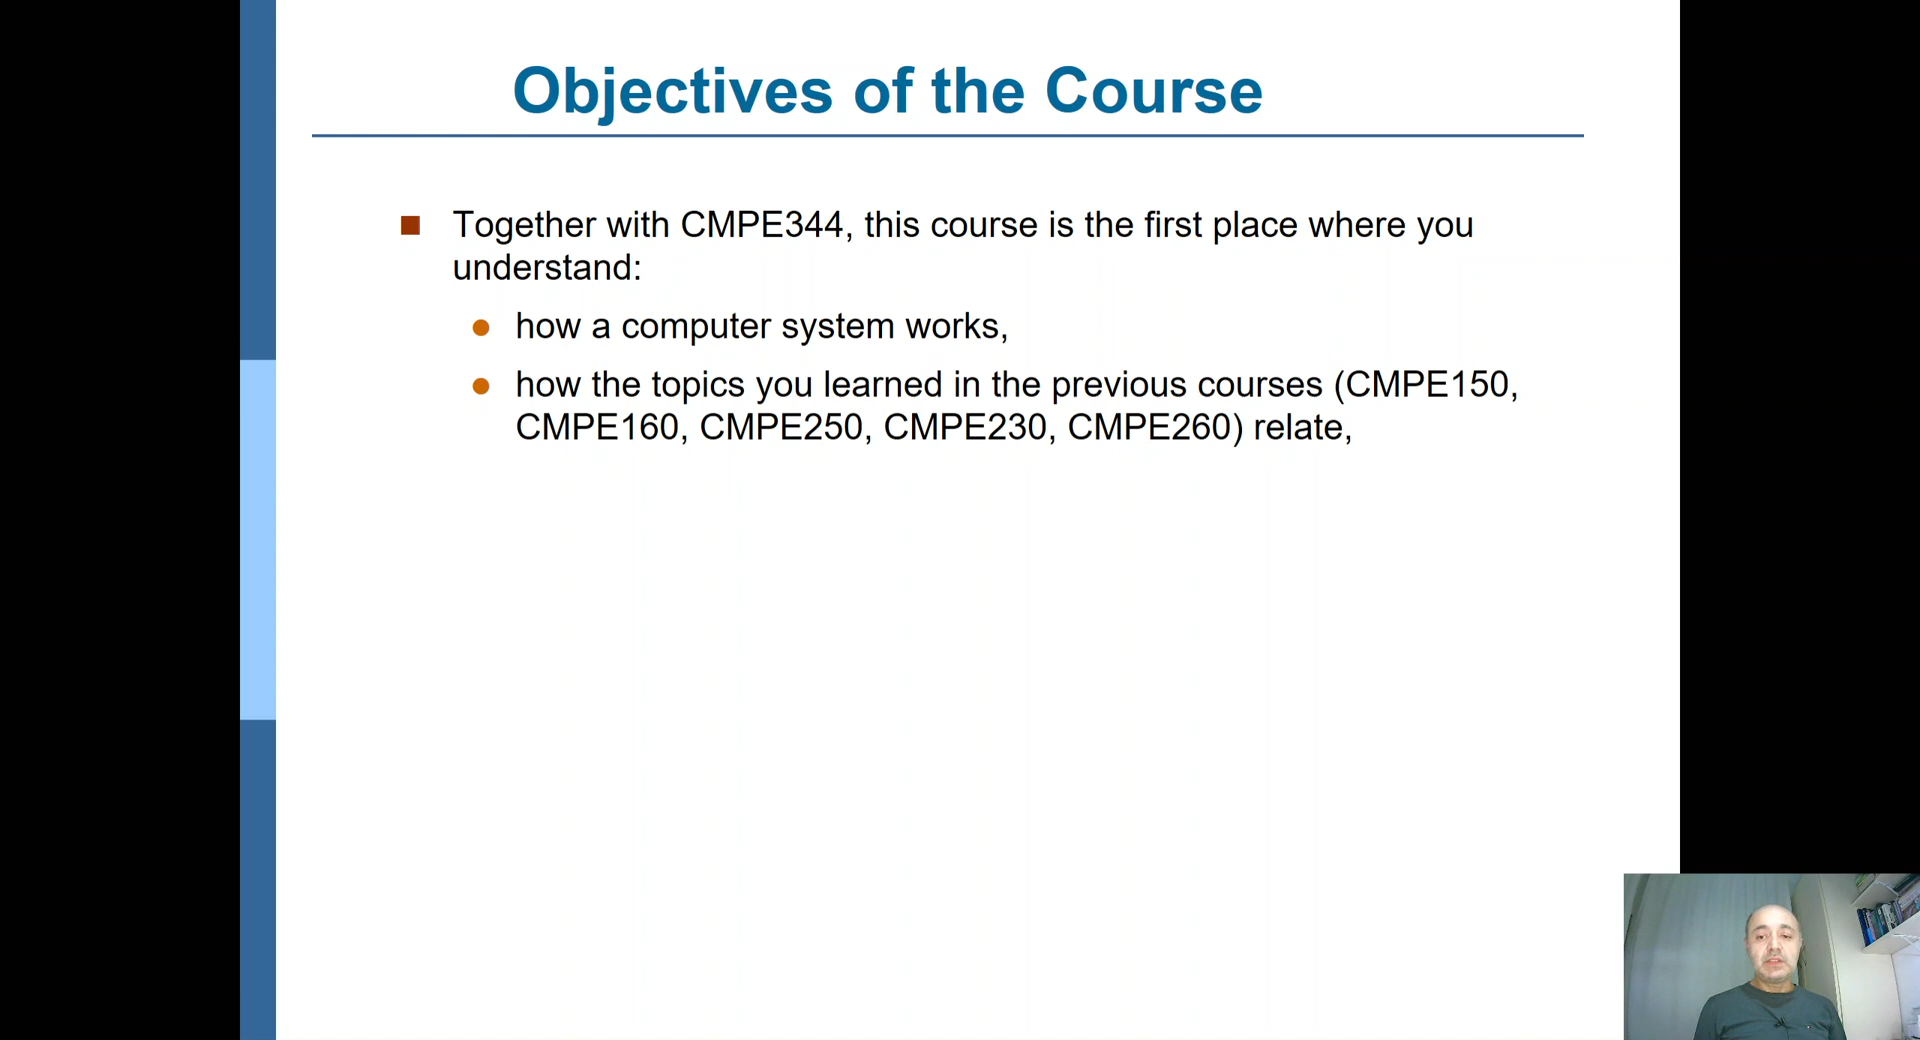 Objectives of the Course
Together with CMPE344, this course is the first place where you
understand:
how a computer system works,
how the topics you learned in the previous courses (CMPE150,
CMPE160, CMPE250, CMPE230, CMPE260) relate,